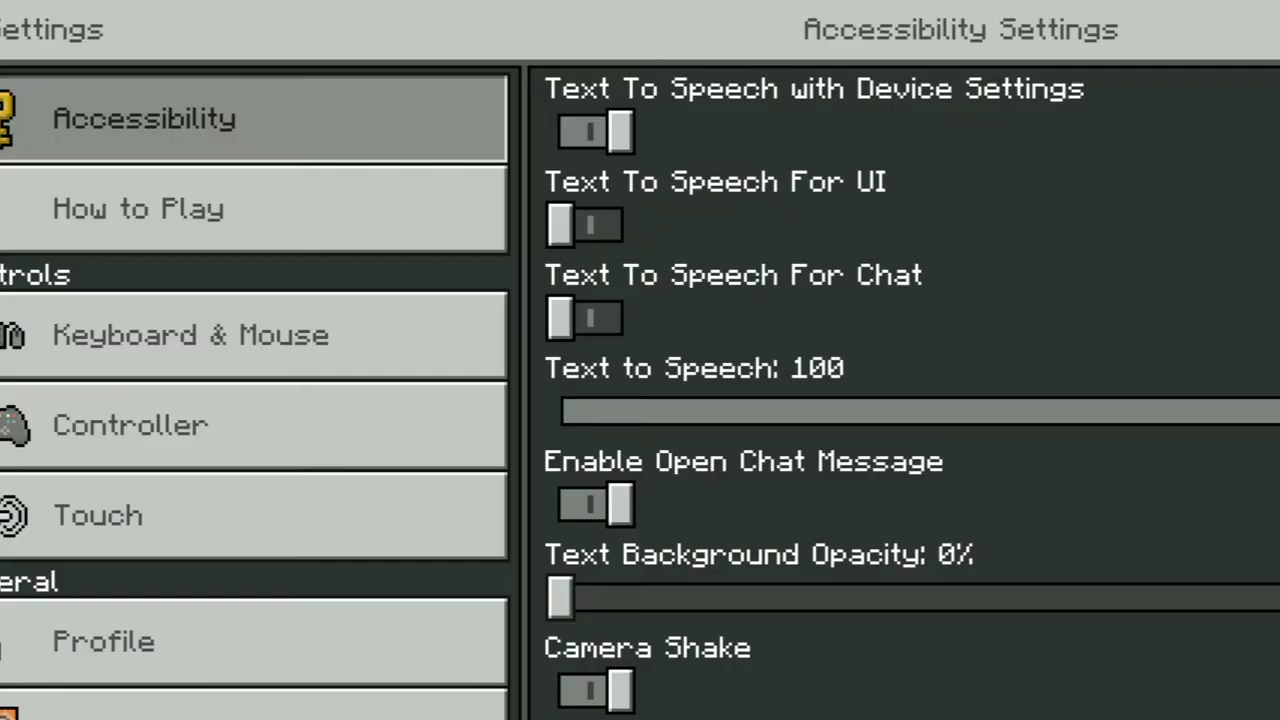 ettings
Accessibility Settings
Accessibility
How to Play
trols
Keyboard & Mouse
Controller
Touch
eral
Profile
Text To Speech with Device Settings
Text To Speech For UI
Text To Speech For Chat
Text to Speech: 100
Enable Open Chat Message
Text Background Opacity: 0%
Camera Shake